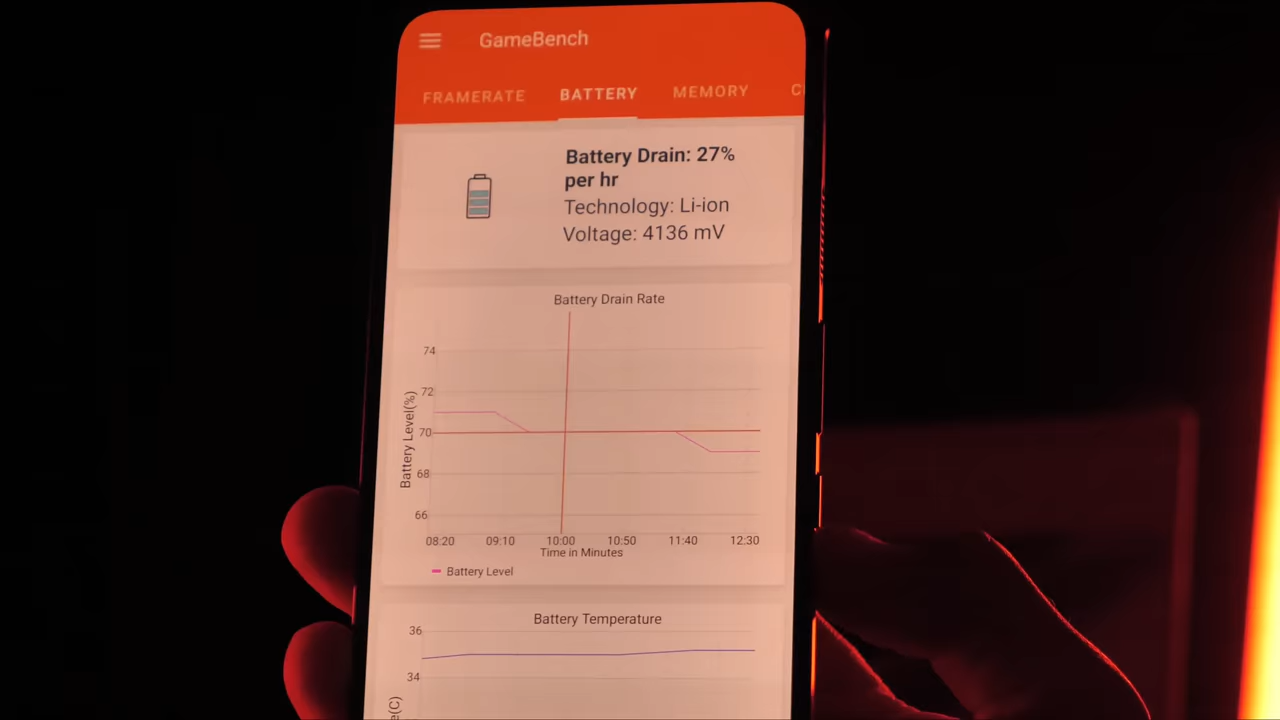 GameBench
FRAMERATE BATTERY MEMORY C
Battery Drain: 27%
per hr
Technology: Li-ion
Voltage: 4136 mV
Battery Drain Rate
74
72
70
68
66
Battery Level(%)
08:20 09:10 10:00 10:50 11:40 12:30
Time in Minutes
Battery Level
Battery Temperature
36
34
e(C)